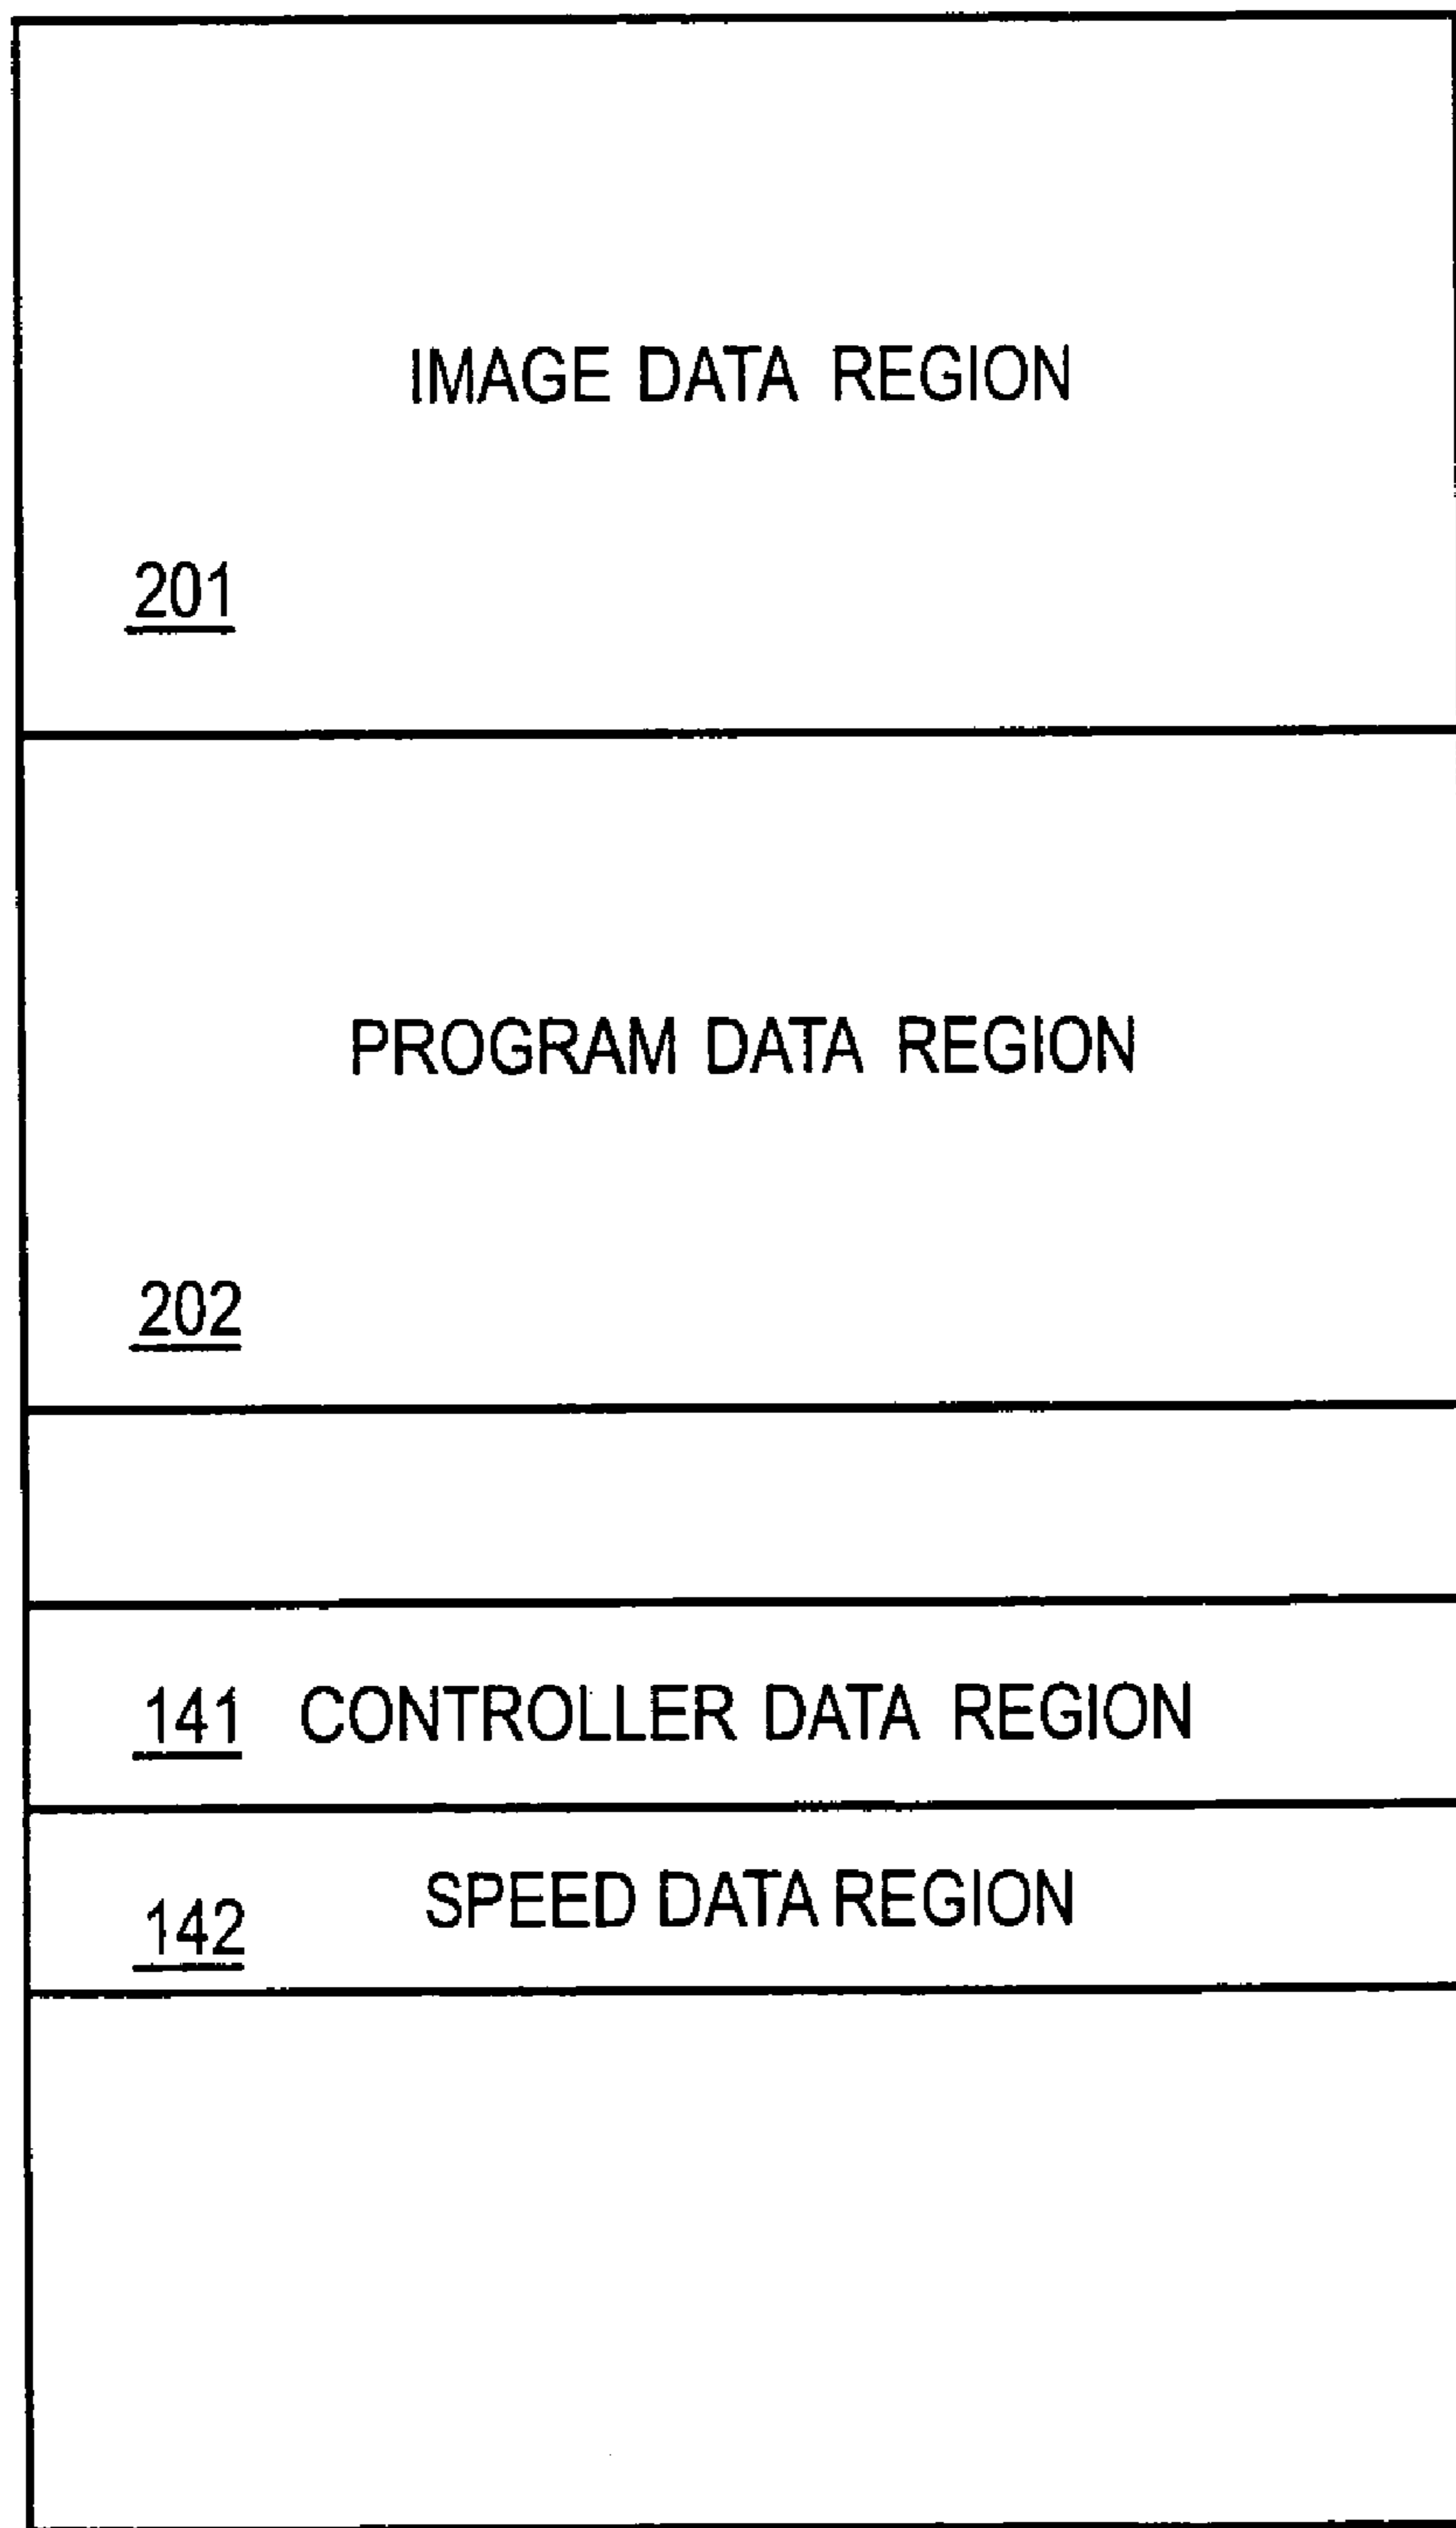 IMAGE DATA REGION
201
PROGRAM DATA REGION
202
141 CONTROLLER DATA REGION
142 SPEED DATA REGION